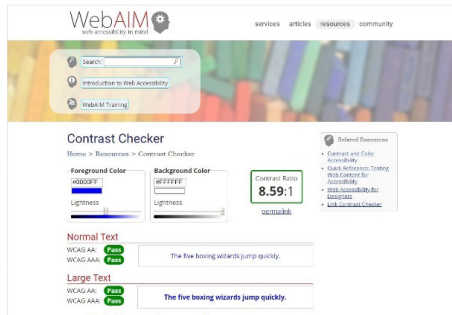 WebAIM
web accessibility in mind
services articles resources community
Search:
Introduction to Web Accessibility
WebAIM Training
Contrast Checker
Home > Resources > Contrast Checker
Foreground Color
#0000FF
Lightness
Background Color
#FFFFFF
Lightness
Contrast Ratio
8.59:1
permalink
Related Resources
Contrast and Color
Accessibility
Quick Reference: Testing
Web Content for
Accessibility
Web Accessibility for
Designers
Link Contrast Checker
Normal Text
WCAG AA: Pass
WCAG AAA: Pass
The five boxing wizards jump quickly.
Large Text
WCAG AA: Pass
WCAG AAA: Pass
The five boxing wizards jump quickly.